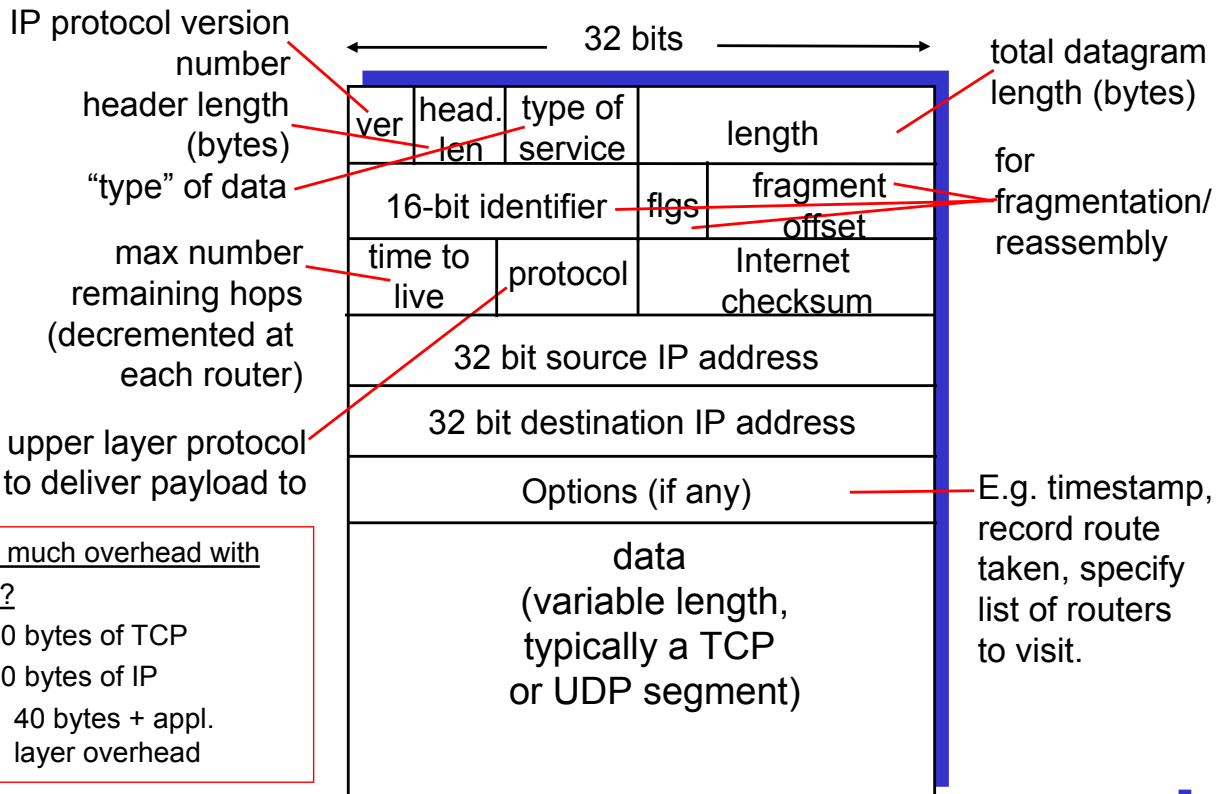 IP protocol version
number
header length
(bytes)
“type” of data
max number
remaining hops
(decremented at
each router)
upper layer protocol
to deliver payload to
much overhead with
?
0 bytes of TCP
0 bytes of IP
40 bytes + appl.
layer overhead
32 bits
ver
head.
len
type of
service
length
16-bit identifier
flgs
fragment
offset
time to
live
protocol
Internet
checksum
32 bit source IP address
32 bit destination IP address
Options (if any)
data
(variable length,
typically a TCP
or UDP segment)
total datagram
length (bytes)
for
fragmentation/
reassembly
E.g. timestamp,
record route
taken, specify
list of routers
to visit.